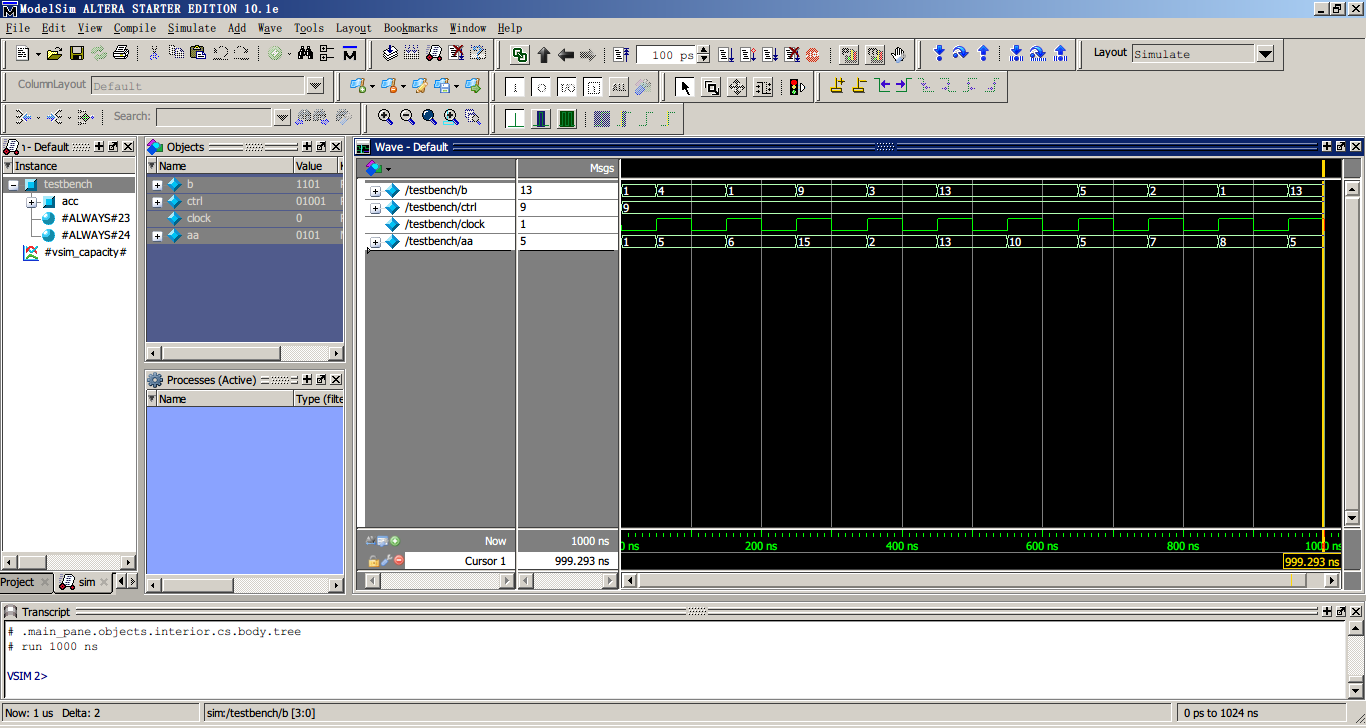 ModelSim ALTERA STARTER EDITION 10.1e
File Edit View Compile Simulate Add Wave Tools Layout Bookmarks Window Help
100 ps
Layout Simulate
ColumnLayout Default
ALL
Search:
- Default
Instance
testbench
acc
#ALWAYS#23
#ALWAYS#24
#vsim_capacity#
Project
sim
Objects
Name Value
b 1101
ctrl 01001
clock 0
aa 0101
Processes (Active)
Name Type (filte
Wave - Default
Msgs
/testbench/b 13 1 4 1 9 3 13 5 2 1 13
/testbench/ctrl 9 9
/testbench/clock 1
/testbench/aa 5 1 5 6 15 2 13 10 5 7 8 5
Now 1000 ns 0 ns 200 ns 400 ns 600 ns 800 ns 1000 ns
Cursor 1 999.293 ns 999.293 ns
Transcript
# .main_pane.objects.interior.cs.body.tree
# run 1000 ns
VSIM 2>
Now: 1 us Delta: 2 sim:/testbench/b [3:0] 0 ps to 1024 ns